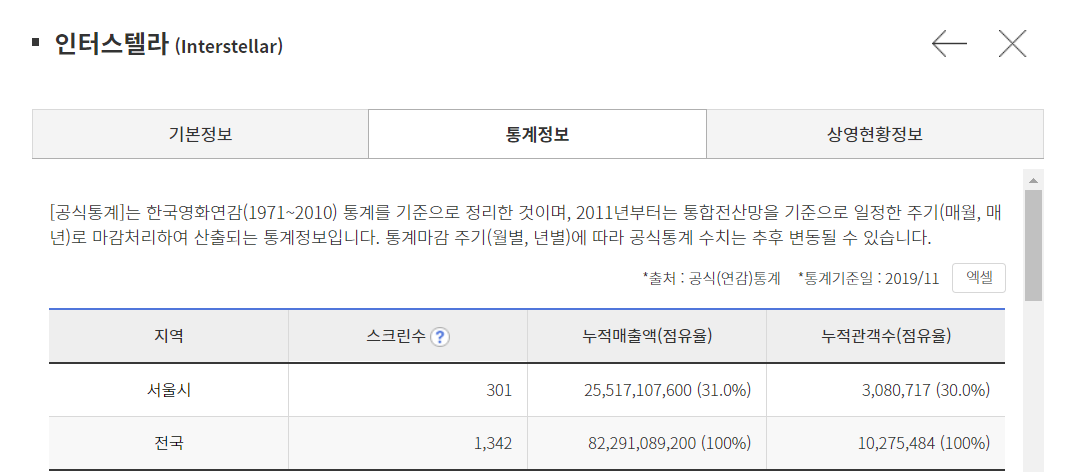 인터스텔라 (Interstellar)
기본정보 통계정보 상영현황정보
[공식통계]는 한국영화연감(1971~2010) 통계를 기준으로 정리한 것이며, 2011년부터는 통합전산망을 기준으로 일정한 주기(매월, 매
년)로 마감처리하여 산출되는 통계정보입니다. 통계마감 주기(월별, 년별)에 따라 공식통계 수치는 추후 변동될 수 있습니다.
*출처 : 공식(연감)통계 *통계기준일 : 2019/11 엑셀
지역 스크린수 ? 누적매출액(점유율) 누적관객수(점유율)
서울시 301 25,517,107,600 (31.0%) 3,080,717 (30.0%)
전국 1,342 82,291,089,200 (100%) 10,275,484 (100%)